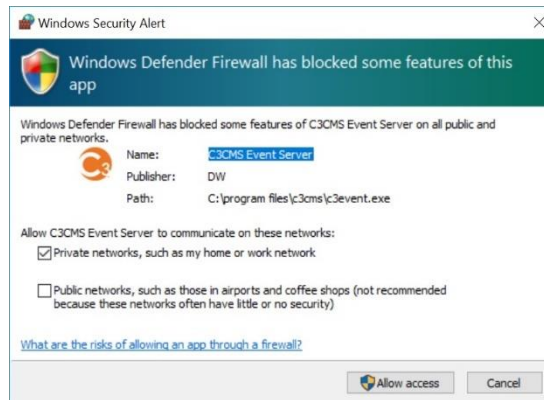 Windows Security Alert
Windows Defender Firewall has blocked some features of this
app
Windows Defender Firewall has blocked some features of C3CMS Event Server on all public and
private networks.
C3
Name: C3CMS Event Server
Publisher: DW
Path: C:\program files\c3cms\c3event.exe
Allow C3CMS Event Server to communicate on these networks:
Private networks, such as my home or work network
Public networks, such as those in airports and coffee shops (not recommended
because these networks often have little or no security)
What are the risks of allowing an app through a firewall?
Allow access Cancel